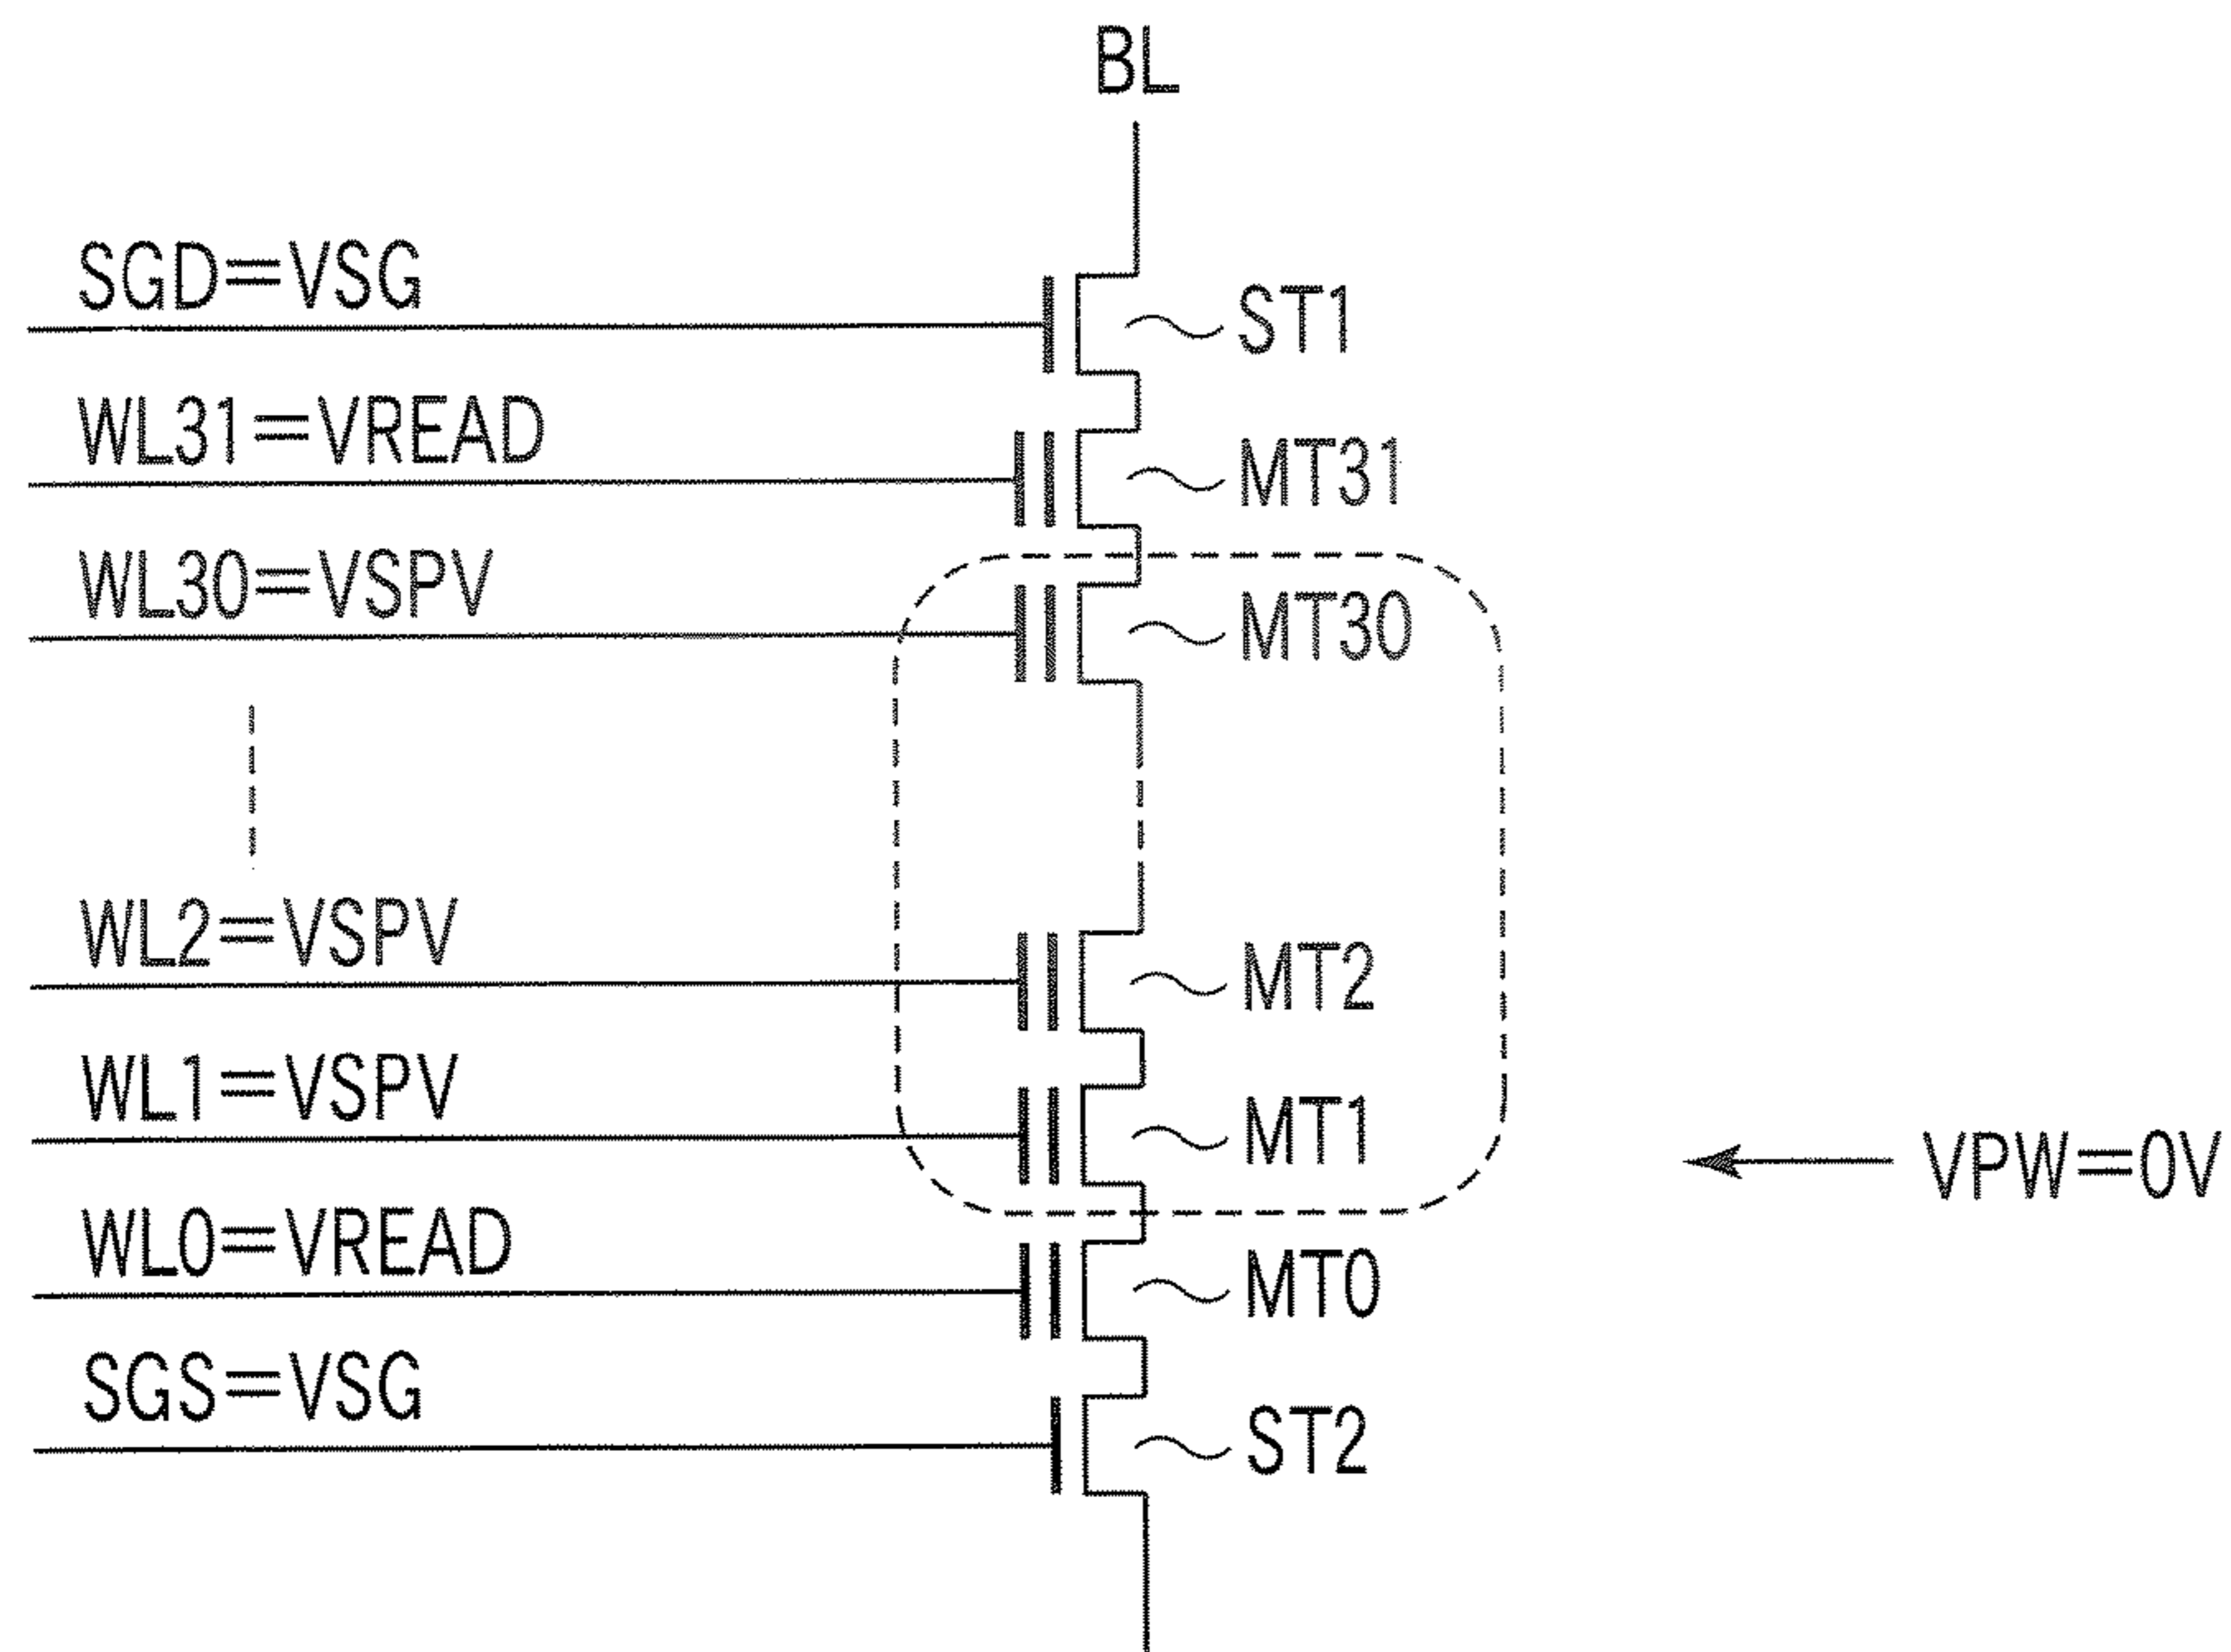 BL
SGD=VSG
ST1
WL31=VREAD
MT31
WL30=VSPV
MT30
WL2=VSPV
MT2
WL1=VSPV
MT1
VPW=0V
WL0=VREAD
MT0
SGS=VSG
ST2